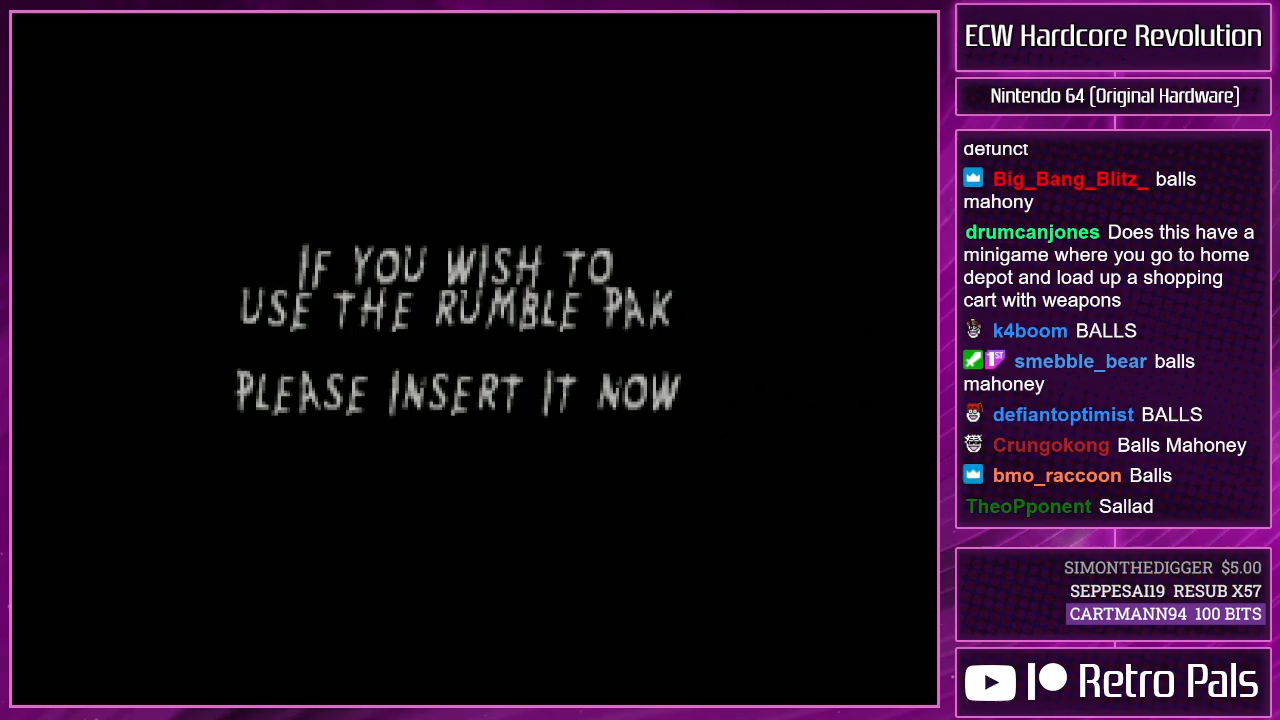 IF YOU WISH TO
USE THE RUMBLE PAK
PLEASE INSERT IT NOW
ECW Hardcore Revolution
Nintendo 64 (Original Hardware)
defunct
Big_Bang_Blitz_ balls
mahony
drumcanjones Does this have a
minigame where you go to home
depot and load up a shopping
cart with weapons
k4boom BALLS
1ST smebble_bear balls
mahoney
defiantoptimist BALLS
Crungokong Balls Mahoney
bmo_raccoon Balls
TheoPponent Sallad
SIMONTHEDIGGER $5.00
SEPPESAI19 RESUB X57
CARTMANN94 100 BITS
Retro Pals